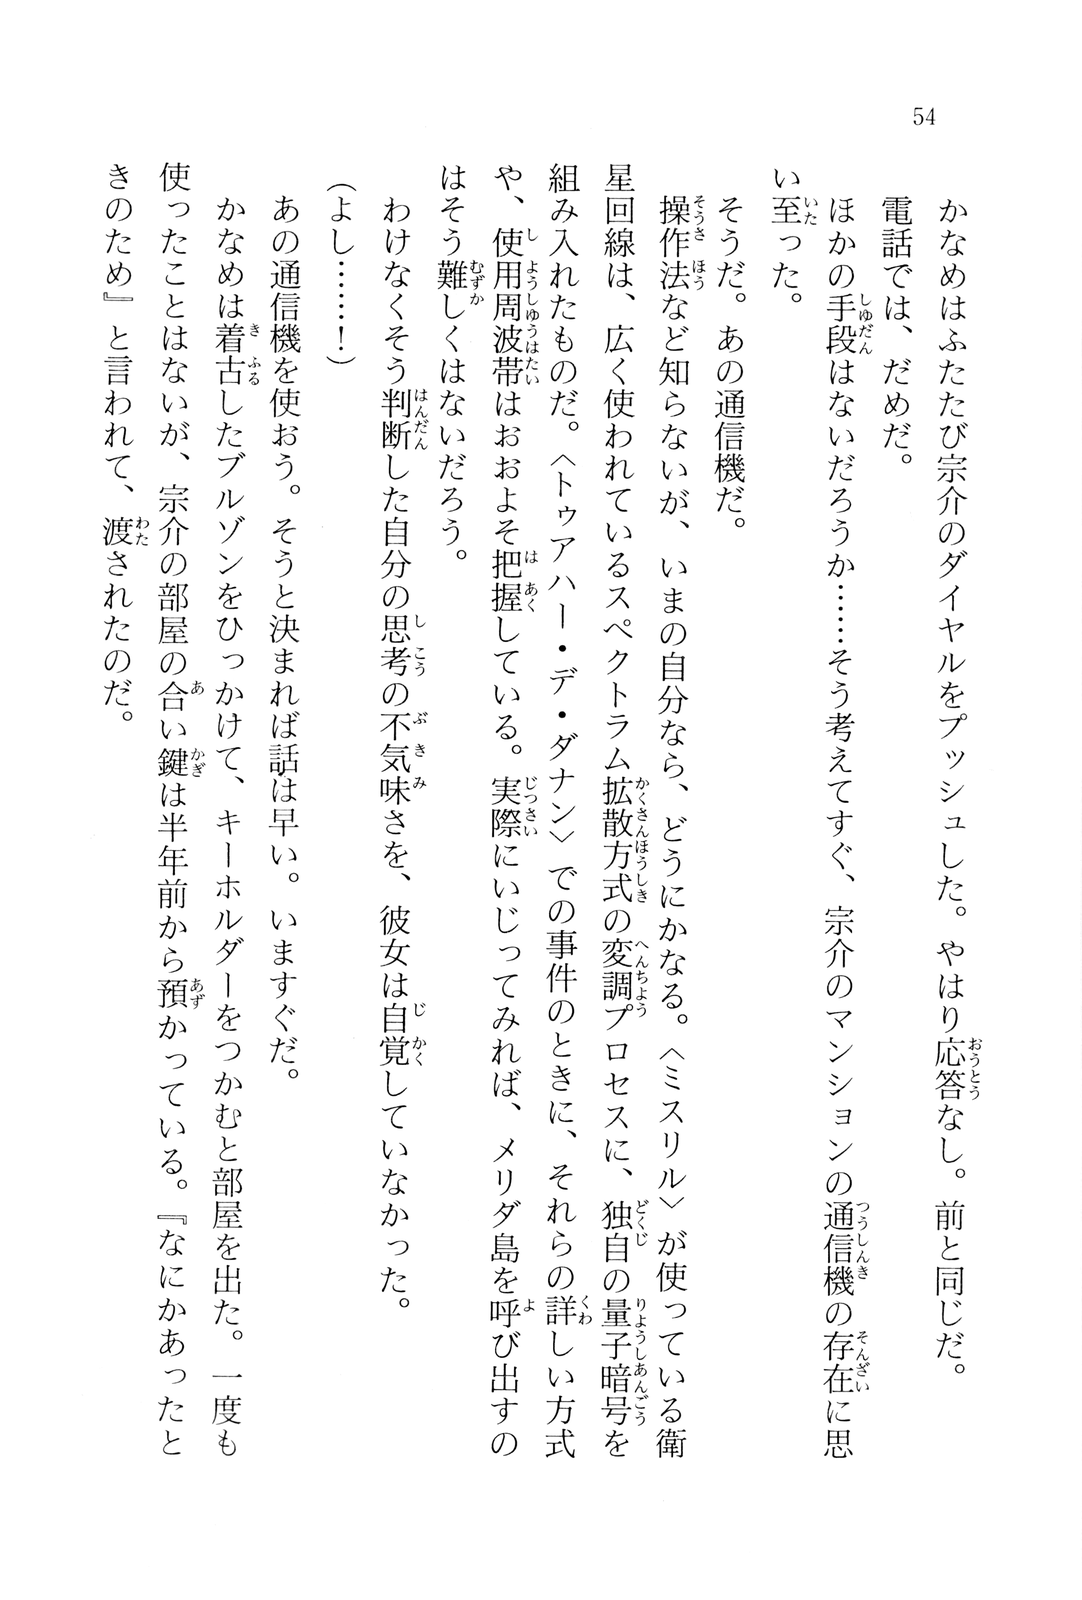 54
かなめはふたたび宗介のダイヤルをプッシュした。やはり応答なし。前と同じだ。
電話では、だめだ。
ほかの手段はないだろうか……そう考えてすぐ、宗介のマンションの通信機の存在に思
い至った。
そうだ。あの通信機だ。
操作法など知らないが、いまの自分なら、どうにかなる。〈ミスリル〉が使っている衛
星回線は、広く使われているスペクトラム拡散方式の変調プロセスに、独自の量子暗号を
組み入れたものだ。〈トゥアハー・デ・ダナン〉での事件のときに、それらの詳しい方式
や、使用周波帯はおおよそ把握している。実際にいじってみれば、メリダ島を呼び出すの
はそう難しくはないだろう。
わけなくそう判断した自分の思考の不気味さを、彼女は自覚していなかった。
（よし……！）
あの通信機を使おう。そうと決まれば話は早い。いますぐだ。
かなめは着古したブルゾンをひっかけて、キーホルダーをつかむと部屋を出た。一度も
使ったことはないが、宗介の部屋の合い鍵は半年前から預かっている。『なにかあったと
きのため』と言われて、渡されたのだ。